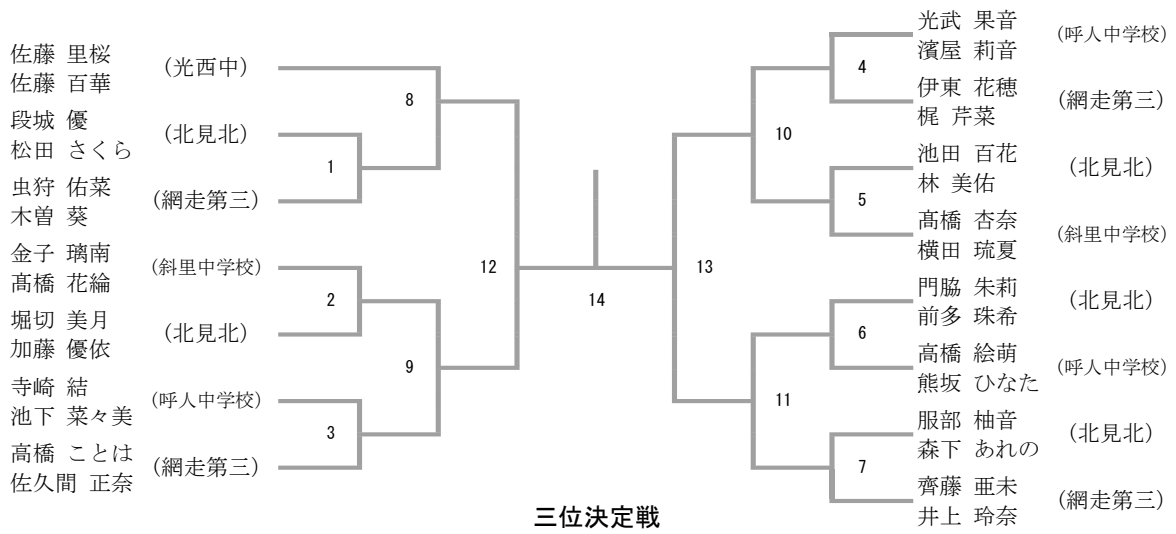 佐藤 里桜
佐藤 百華
(光西中)
段城 優
松田 さくら
(北見北)
虫狩 佑菜
木曽 葵
(網走第三)
金子 璃南
髙橋 花綸
(斜里中学校)
堀切 美月
加藤 優依
(北見北)
寺崎 結
池下 菜々美
(呼人中学校)
高橋 ことは
佐久間 正奈
(網走第三)
8
1
2
9
3
12
14
13
10
4
5
11
6
7
光武 果音
濱屋 莉音
(呼人中学校)
伊東 花穂
梶 芹菜
(網走第三)
池田 百花
林 美佑
(北見北)
髙橋 杏奈
横田 琉夏
(斜里中学校)
門脇 朱莉
前多 珠希
(北見北)
高橋 絵萌
熊坂 ひなた
(呼人中学校)
服部 柚音
森下 あれの
(北見北)
齊藤 亜未
井上 玲奈
(網走第三)
三位決定戦